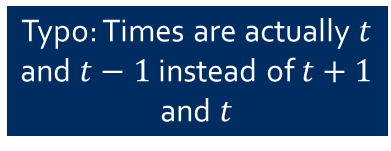 Typo: Times are actually t
and t − 1 instead of t + 1
and t